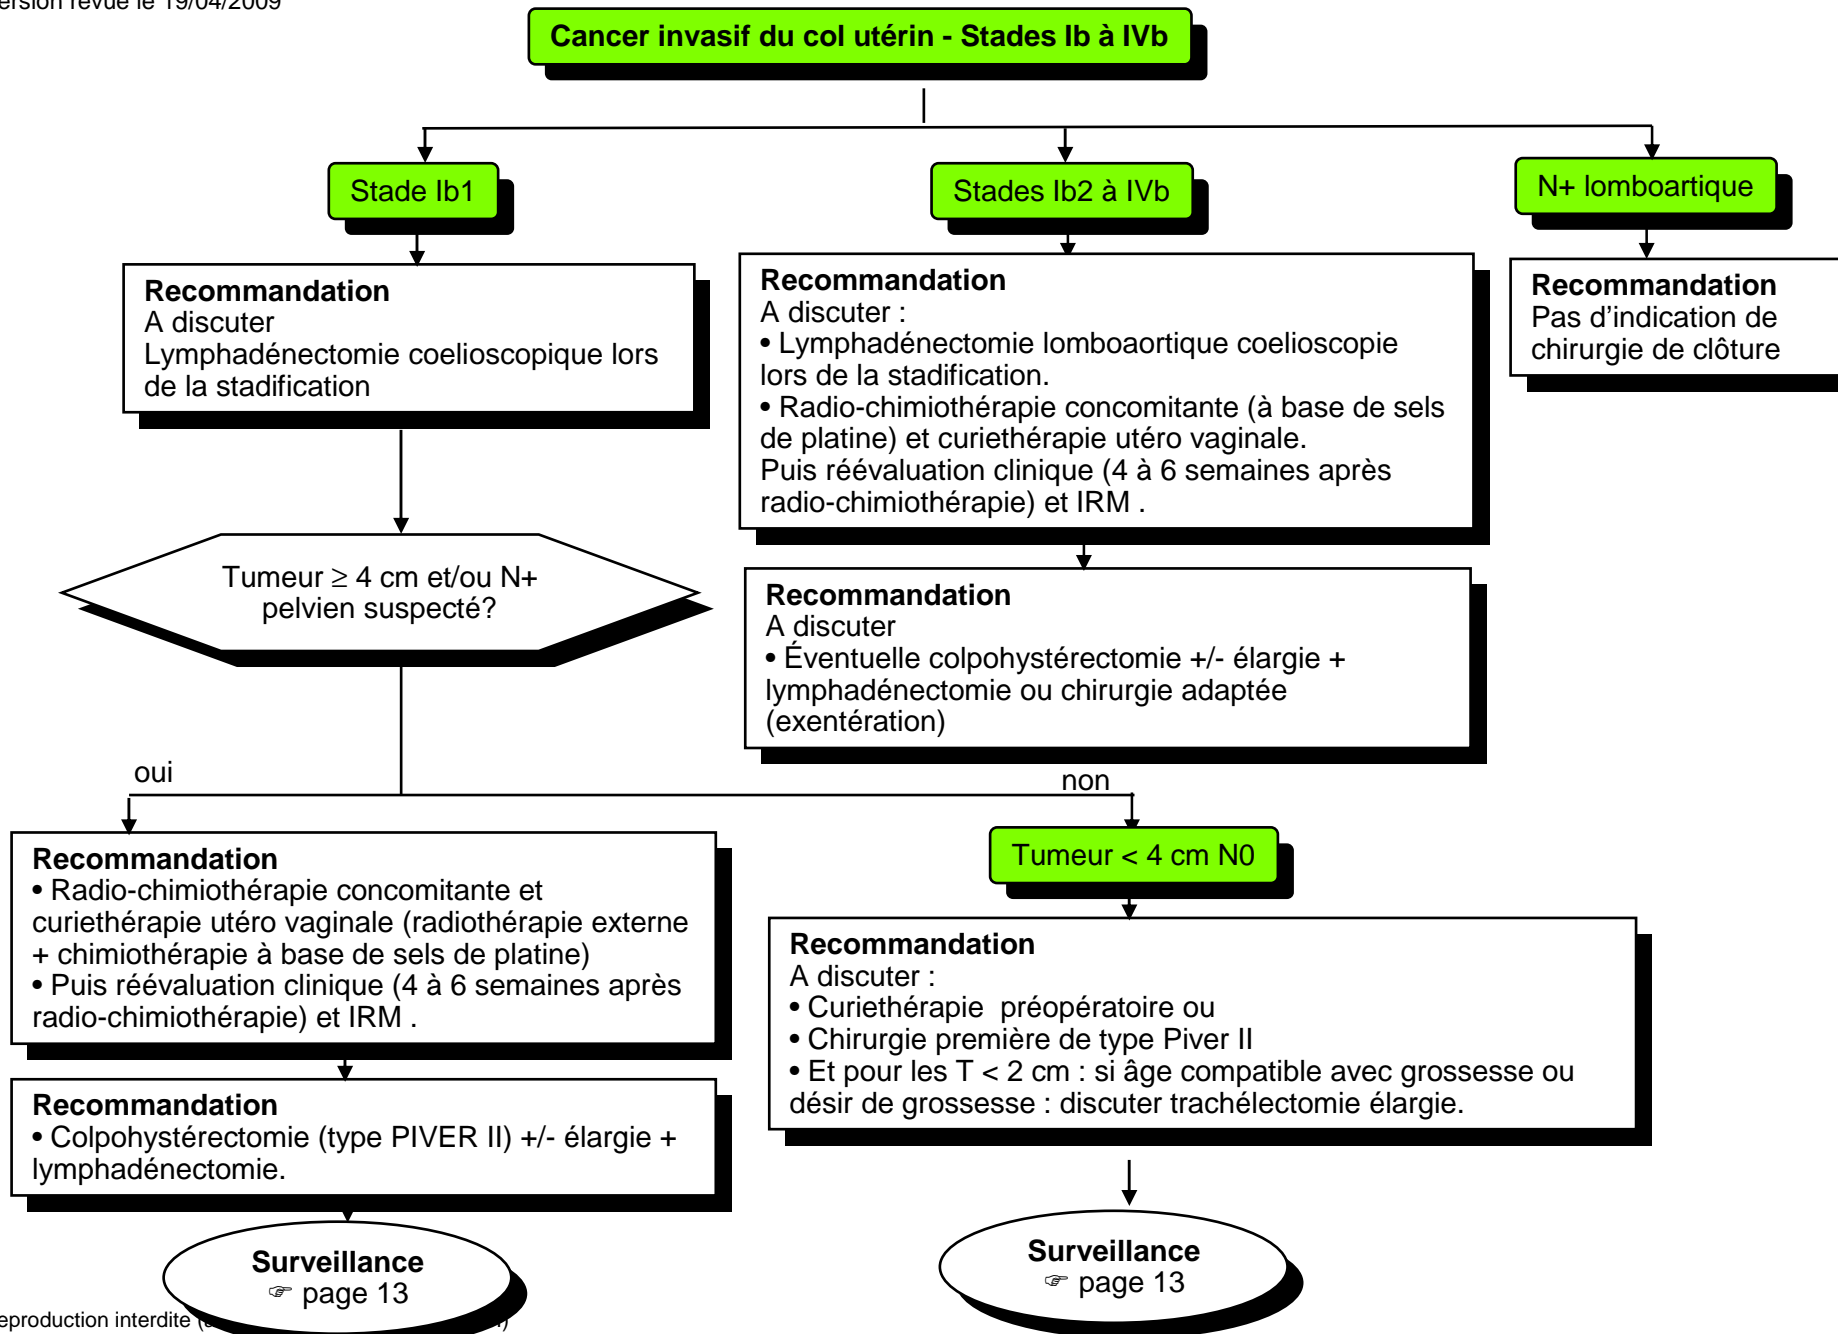 ersion revue le 19/04/2009
Cancer invasif du col utérin - Stades Ib à IVb
Stade Ib1
Stades Ib2 à IVb
N+ lomboartique
Recommandation
A discuter
Lymphadénectomie coelioscopique lors
de la stadification
Recommandation
A discuter :
• Lymphadénectomie lomboaortique coelioscopie
lors de la stadification.
• Radio-chimiothérapie concomitante (à base de sels
de platine) et curiethérapie utéro vaginale.
Puis réévaluation clinique (4 à 6 semaines après
radio-chimiothérapie) et IRM .
Recommandation
Pas d'indication de
chirurgie de clôture
Tumeur ≥ 4 cm et/ou N+
pelvien suspecté?
Recommandation
A discuter
• Éventuelle colpohystérectomie +/- élargie +
lymphadénectomie ou chirurgie adaptée
(exentération)
oui
non
Recommandation
• Radio-chimiothérapie concomitante et
curiethérapie utéro vaginale (radiothérapie externe
+ chimiothérapie à base de sels de platine)
• Puis réévaluation clinique (4 à 6 semaines après
radio-chimiothérapie) et IRM .
Tumeur < 4 cm N0
Recommandation
A discuter :
• Curiethérapie  préopératoire ou
• Chirurgie première de type Piver II
• Et pour les T < 2 cm : si âge compatible avec grossesse ou
désir de grossesse : discuter trachélectomie élargie.
Recommandation
• Colpohystérectomie (type PIVER II) +/- élargie +
lymphadénectomie.
Surveillance
☞ page 13
Surveillance
☞ page 13
eproduction interdite (